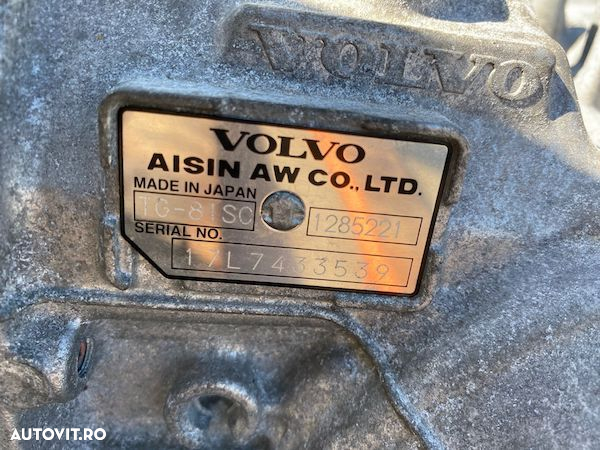 VOLVO
VOLVO
AISIN AW CO., LTD.
MADE IN JAPAN
TG-81SC 1285221
SERIAL NO.
17L7433539
AUTOVIT.RO